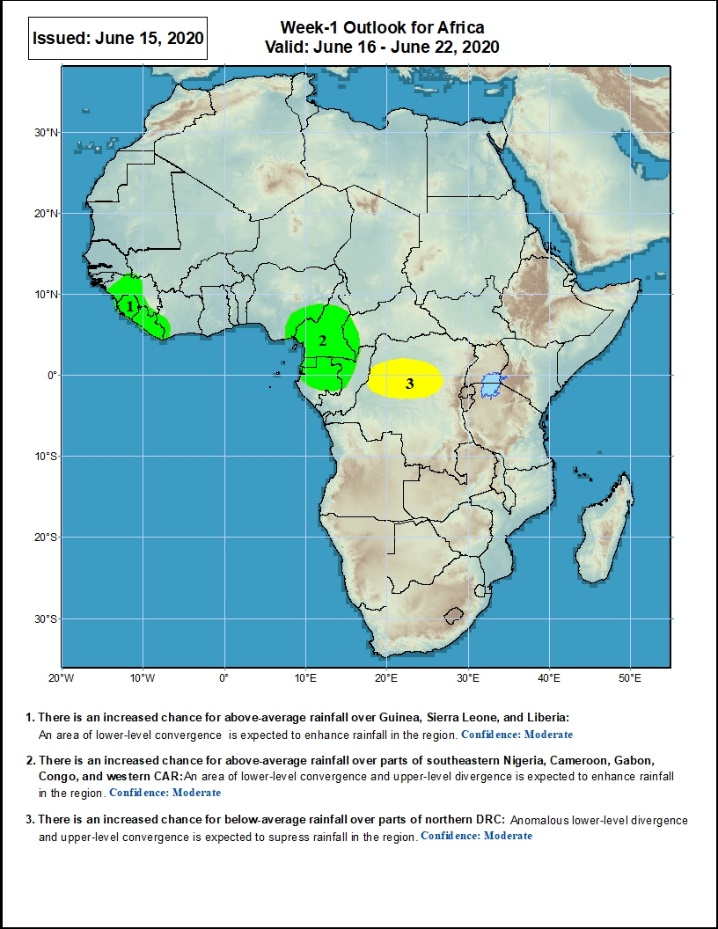 Issued: June 15, 2020
Week-1 Outlook for Africa
Valid: June 16 - June 22, 2020
30°N
20°N
10°N
0°
10°S
20°S
30°S
1
2
3
20°W
10°W
0°
10°E
20°E
30°E
40°E
50°E
1. There is an increased chance for above-average rainfall over Guinea, Sierra Leone, and Liberia:
An area of lower-level convergence is expected to enhance rainfall in the region. Confidence: Moderate
2. There is an increased chance for above-average rainfall over parts of southeastern Nigeria, Cameroon, Gabon,
Congo, and western CAR:An area of lower-level convergence and upper-level divergence is expected to enhance rainfall
in the region. Confidence: Moderate
3. There is an increased chance for below-average rainfall over parts of northern DRC: Anomalous lower-level divergence
and upper-level convergence is expected to supress rainfall in the region. Confidence: Moderate